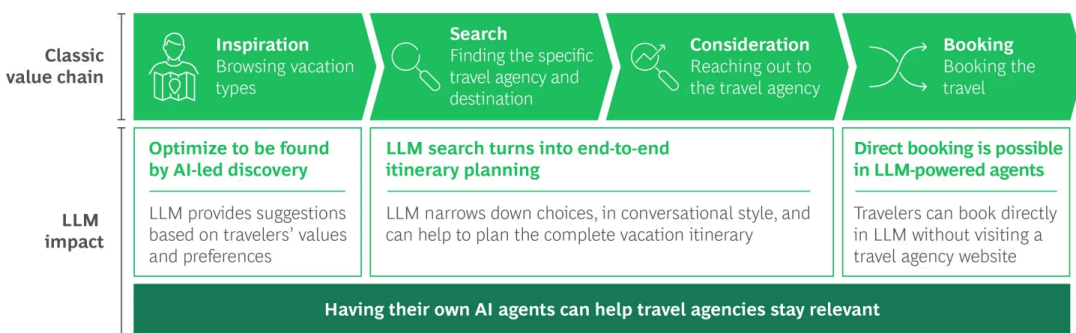 Classic
value chain
Inspiration
Browsing vacation
types
Search
Finding the specific
travel agency and
destination
Consideration
Reaching out to
the travel agency
Booking
Booking the
travel
LLM
impact
Optimize to be found
by AI-led discovery
LLM provides suggestions
based on travelers’ values
and preferences
LLM search turns into end-to-end
itinerary planning
LLM narrows down choices, in conversational style, and
can help to plan the complete vacation itinerary
Direct booking is possible
in LLM-powered agents
Travelers can book directly
in LLM without visiting a
travel agency website
Having their own AI agents can help travel agencies stay relevant